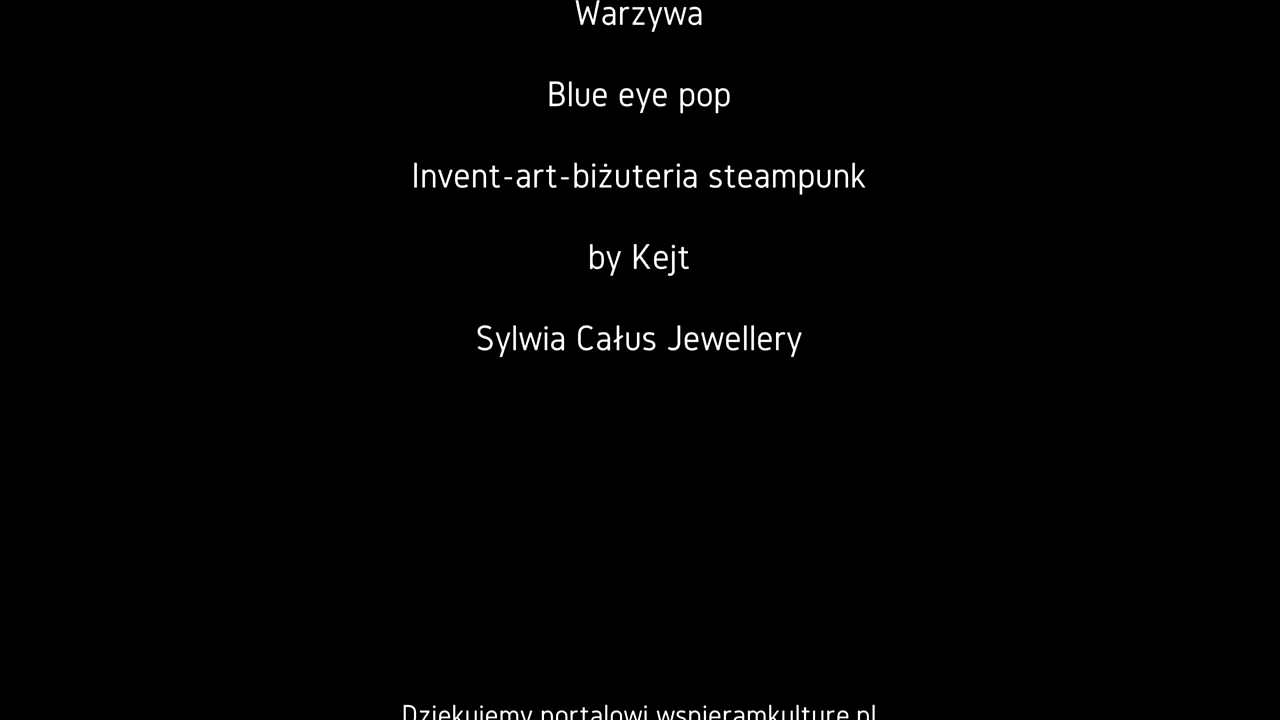 Warzywa
Blue eye pop
Invent-art-biżuteria steampunk
by Kejt
Sylwia Całus Jewellery
Dziękujemy portalowi wspieramkulture.pl